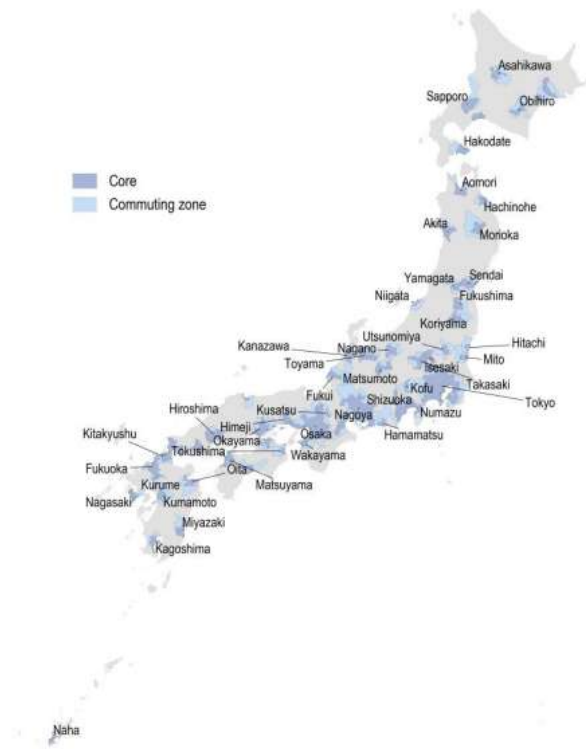 Asahikawa
Sapporo
Obihiro
Hakodate
Core
Commuting zone
Aomori
Hachinohe
Akita
Morioka
Yamagata
Sendai
Niigata
Fukushima
Koriyama
Utsunomiya
Hitachi
Kanazawa
Nagano
Mito
Toyama
Isesaki
Matsumoto
Takasaki
Kofu
Tokyo
Fukui
Shizuoka
Numazu
Kusatsu
Nagoya
Hiroshima
Himeji
Hamamatsu
Okayama
Osaka
Kitakyushu
Tokushima
Wakayama
Fukuoka
Oita
Kurume
Matsuyama
Nagasaki
Kumamoto
Miyazaki
Kagoshima
Naha